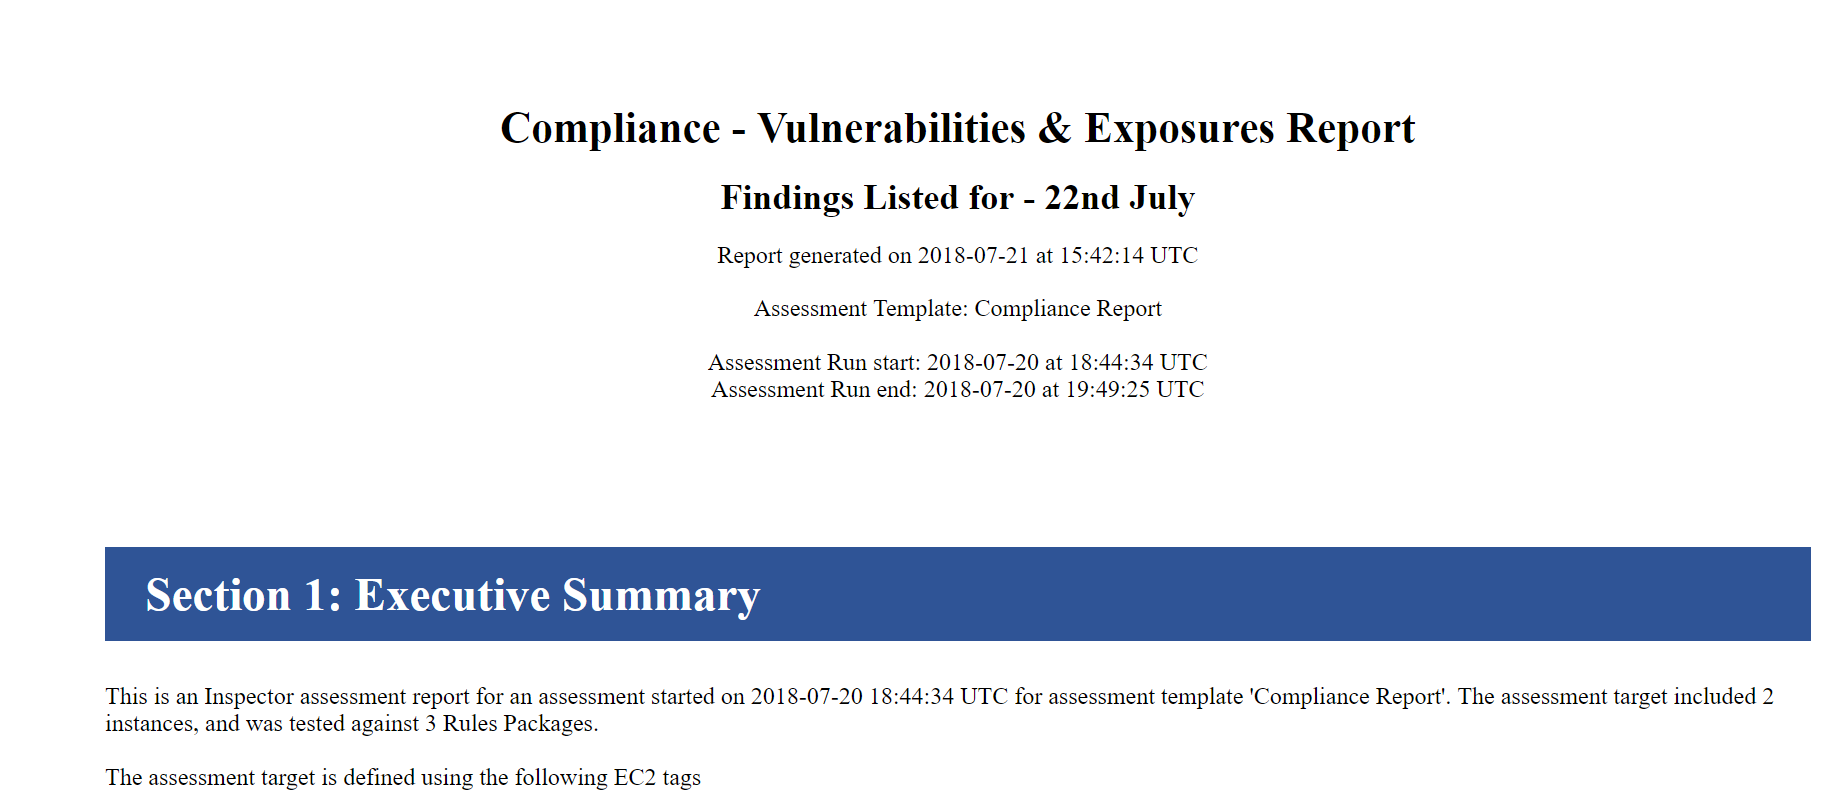 Compliance - Vulnerabilities & Exposures Report
Findings Listed for - 22nd July
Report generated on 2018-07-21 at 15:42:14 UTC
Assessment Template: Compliance Report
Assessment Run start: 2018-07-20 at 18:44:34 UTC
Assessment Run end: 2018-07-20 at 19:49:25 UTC
Section 1: Executive Summary
This is an Inspector assessment report for an assessment started on 2018-07-20 18:44:34 UTC for assessment template 'Compliance Report'. The assessment target included 2
instances, and was tested against 3 Rules Packages.
The assessment target is defined using the following EC2 tags